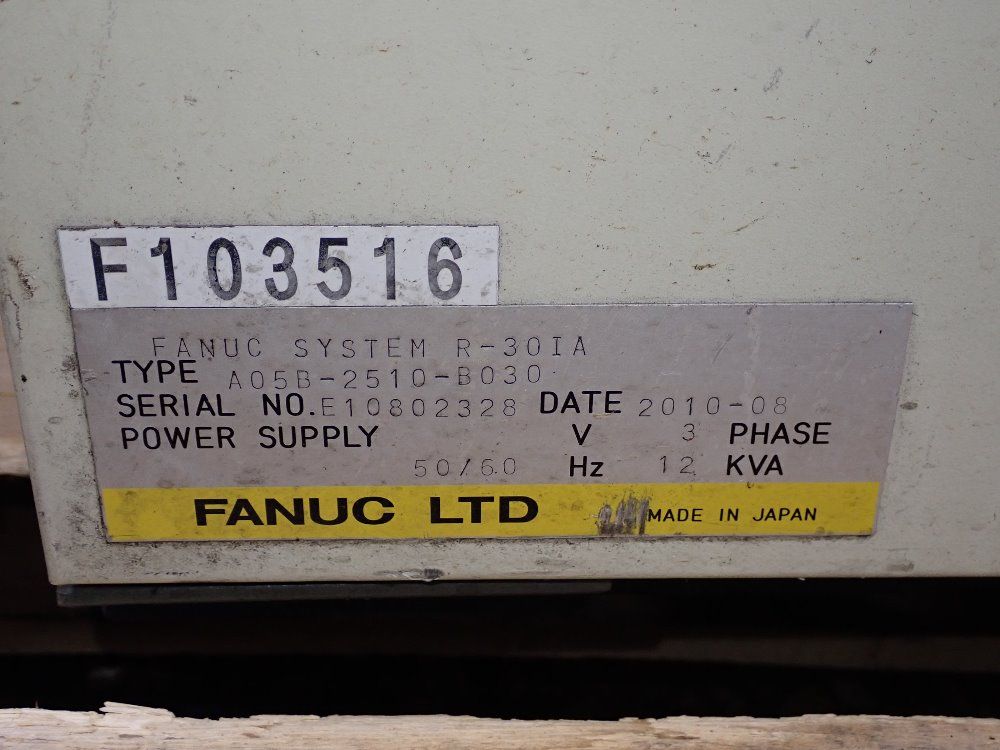 F103516
FANUC SYSTEM R-30IA
TYPE A05B-2510-B030
SERIAL NO.E10802328 DATE 2010-08
POWER SUPPLY V 3 PHASE
50/60 Hz 12 KVA
FANUC LTD MADE IN JAPAN